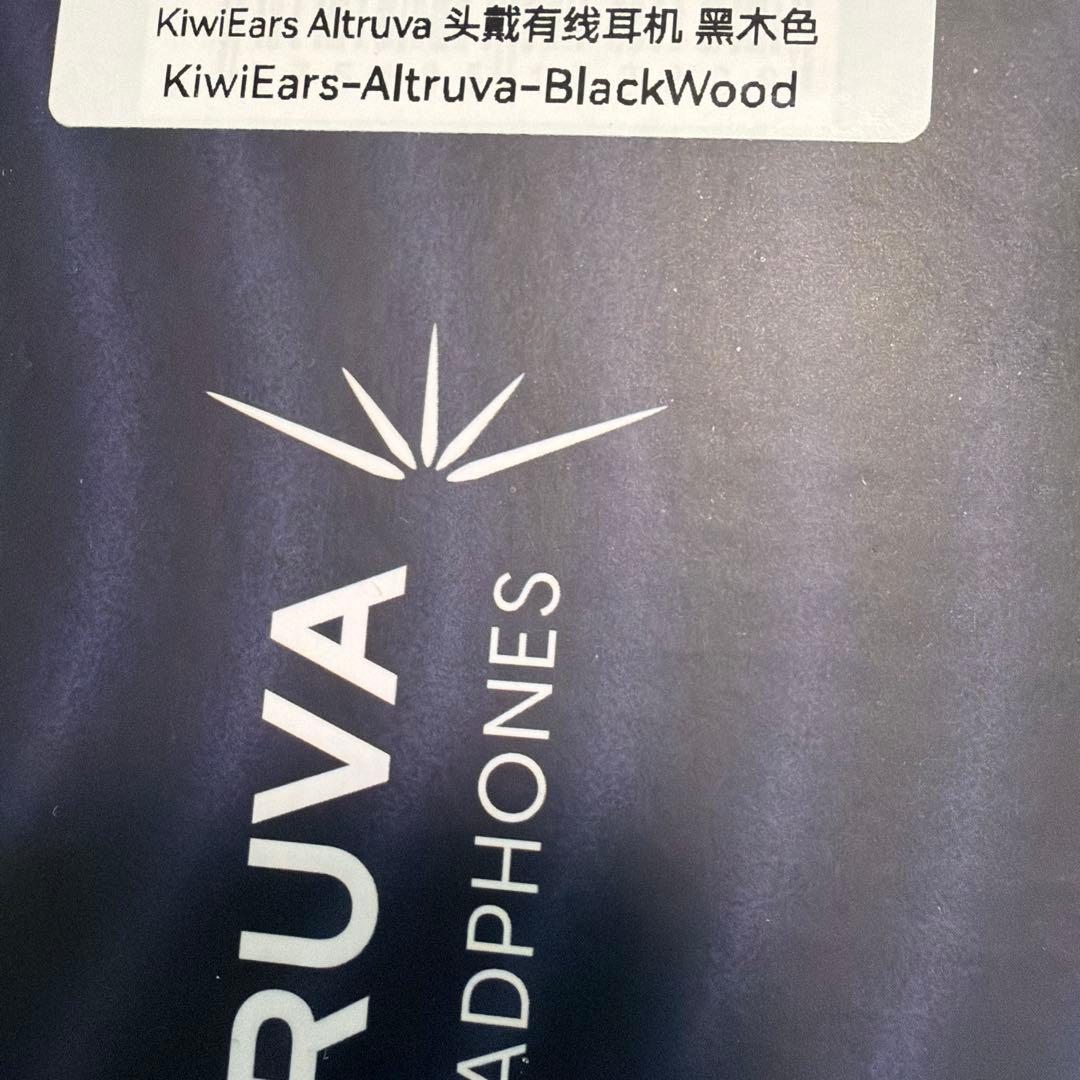 KiwiEars Altruva 头戴有线耳机 黑木色
KiwiEars-Altruva-BlackWood
RUVA
ADPHONES